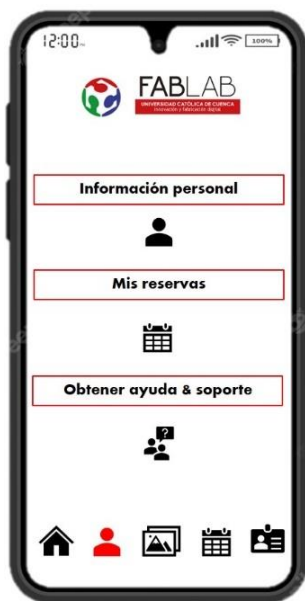 12:00
100%
FABLAB
UNIVERSIDAD CATÓLICA DE CUENCA
Innovación y fabricación digital
Información personal
Mis reservas
Obtener ayuda & soporte
?